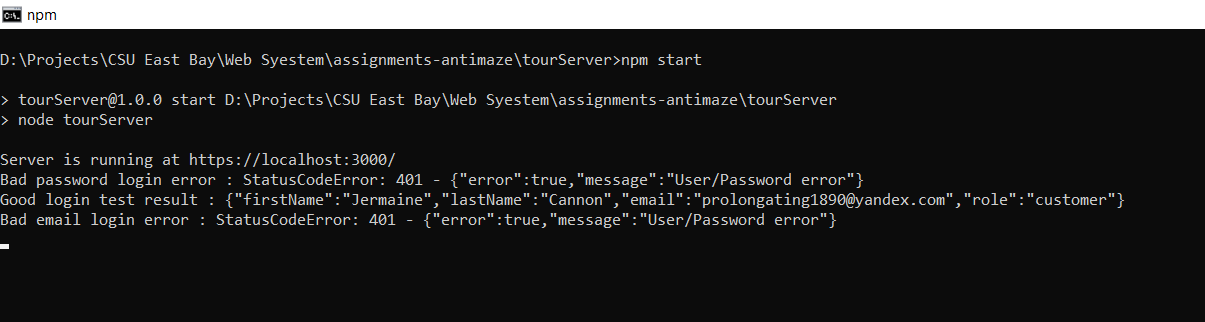 npm
D:\Projects\CSU East Bay\Web Syestem\assignments-antimaze\tourServer>npm start
> tourServer@1.0.0 start D:\Projects\CSU East Bay\Web Syestem\assignments-antimaze\tourServer
> node tourServer
Server is running at https://localhost:3000/
Bad password login error : StatusCodeError: 401 - {"error":true,"message":"User/Password error"}
Good login test result : {"firstName":"Jermaine","lastName":"Cannon","email":"prolongating1890@yandex.com","role":"customer"}
Bad email login error : StatusCodeError: 401 - {"error":true,"message":"User/Password error"}